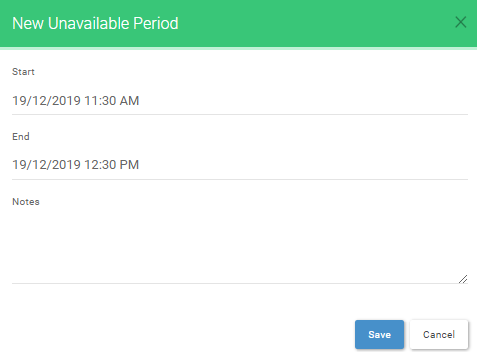 New Unavailable Period
Start
19/12/2019 11:30 AM
End
19/12/2019 12:30 PM
Notes
Save Cancel